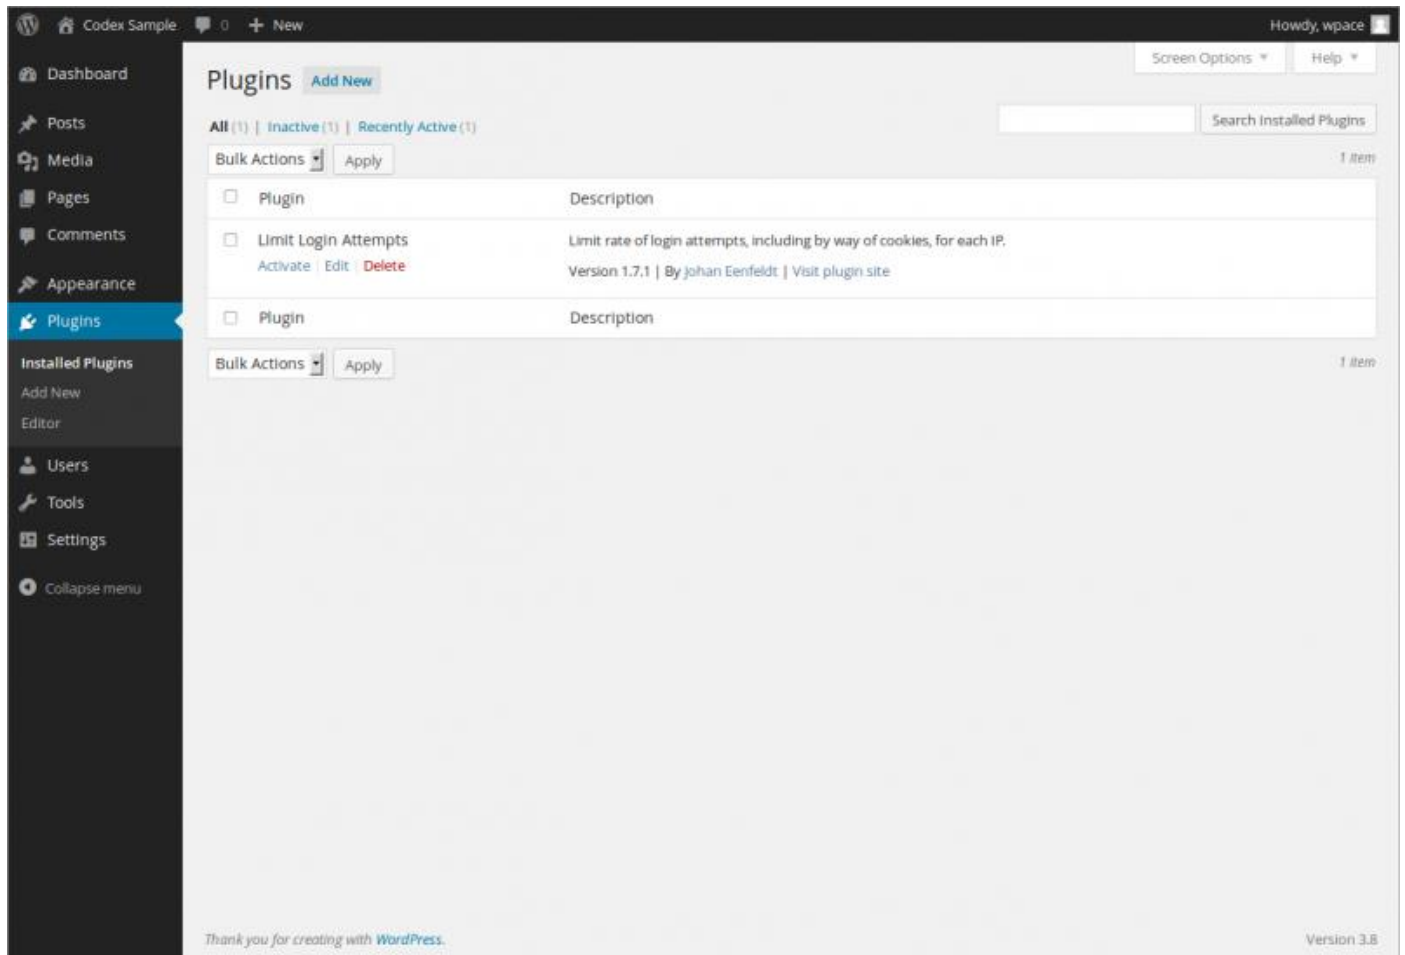 Codex Sample 0 + New Howdy, wpace
Screen Options Help
Dashboard
Posts
Media
Pages
Comments
Appearance
Plugins
Installed Plugins
Add New
Editor
Users
Tools
Settings
Collapse menu
Plugins Add New
All (1) | Inactive (1) | Recently Active (1)
Search Installed Plugins
Bulk Actions Apply
1 item
Plugin Description
Limit Login Attempts Limit rate of login attempts, including by way of cookies, for each IP.
Activate | Edit | Delete Version 1.7.1 | By Johan Eenfeldt | Visit plugin site
Plugin Description
Bulk Actions Apply
1 item
Thank you for creating with WordPress. Version 3.8